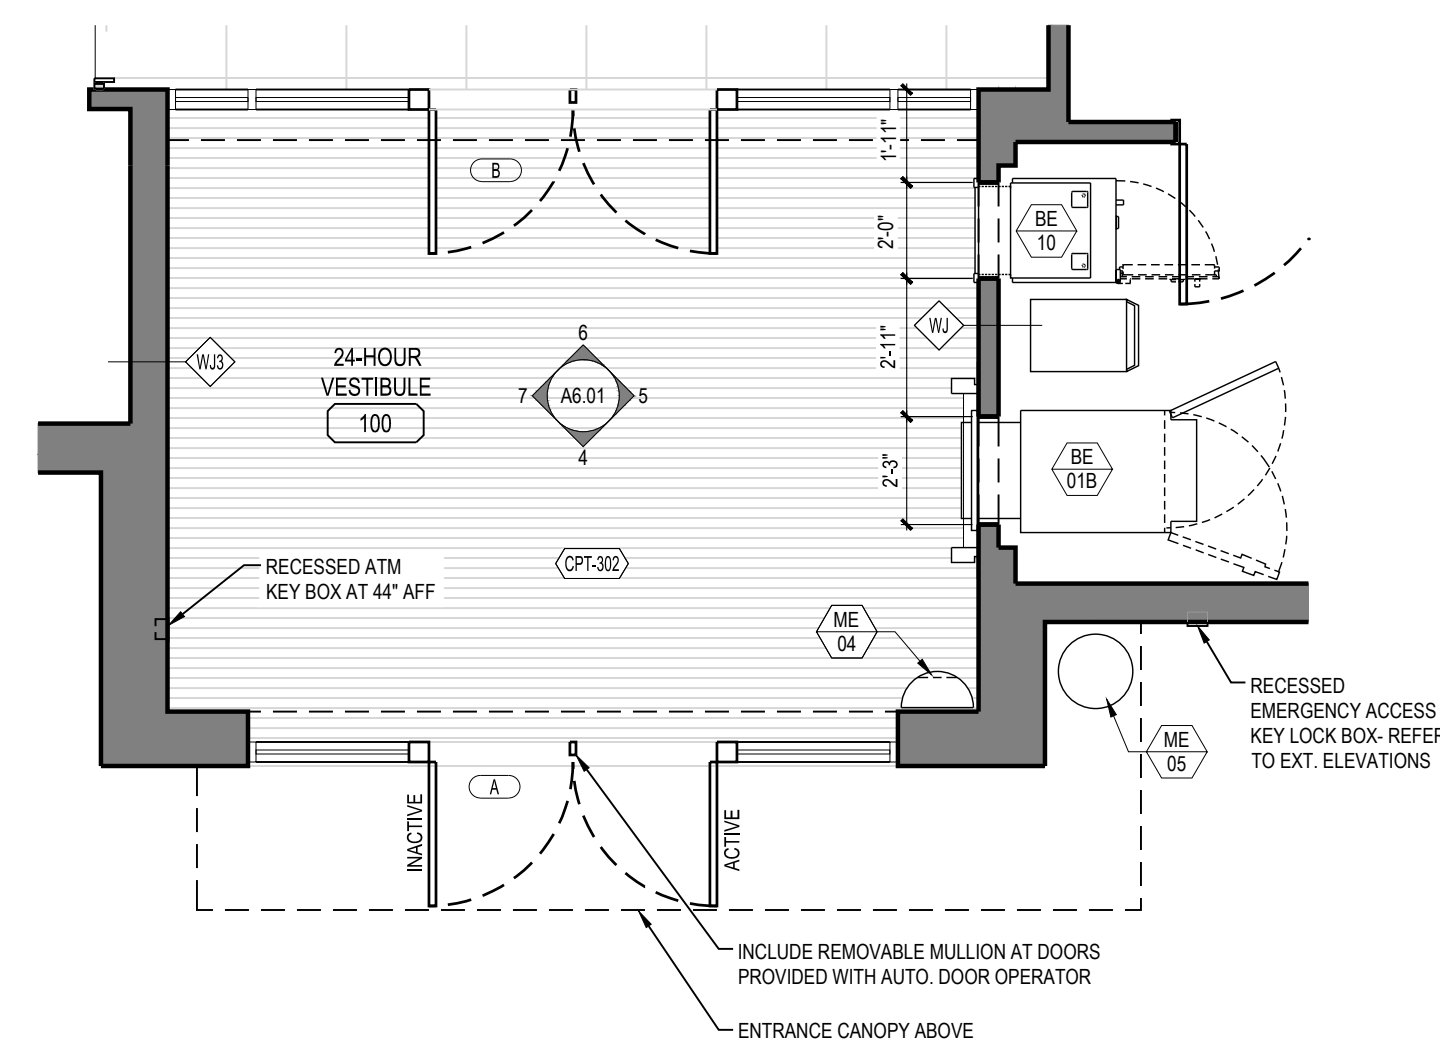 B
1'-11"
2'-0"
2'-11"
2'-3"
BE
10
WJ
WJ3
24-HOUR
VESTIBULE
100
6
7
A6.01
5
4
BE
01B
CPT-302
RECESSED ATM
KEY BOX AT 44" AFF
ME
04
RECESSED
EMERGENCY ACCESS
KEY LOCK BOX- REFER
TO EXT. ELEVATIONS
ME
05
A
INACTIVE
ACTIVE
INCLUDE REMOVABLE MULLION AT DOORS
PROVIDED WITH AUTO. DOOR OPERATOR
ENTRANCE CANOPY ABOVE